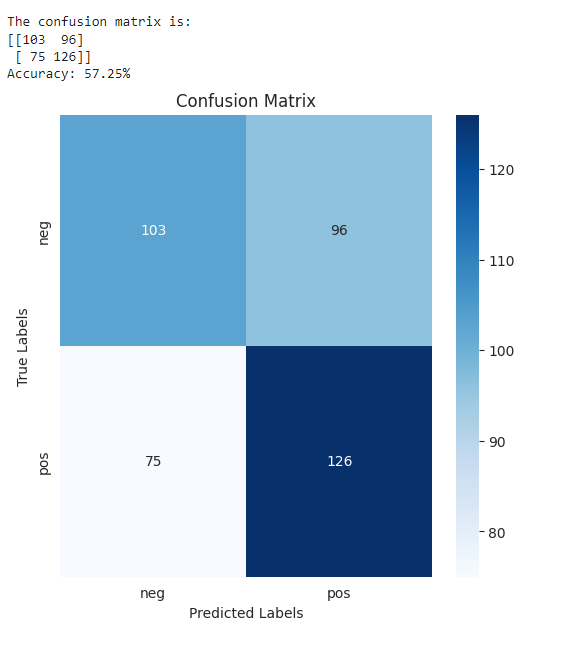 The confusion matrix is:
[[103  96]
 [ 75 126]]
Accuracy: 57.25%
Confusion Matrix
neg
103
96
pos
75
126
True Labels
neg
pos
Predicted Labels
120
110
100
90
80